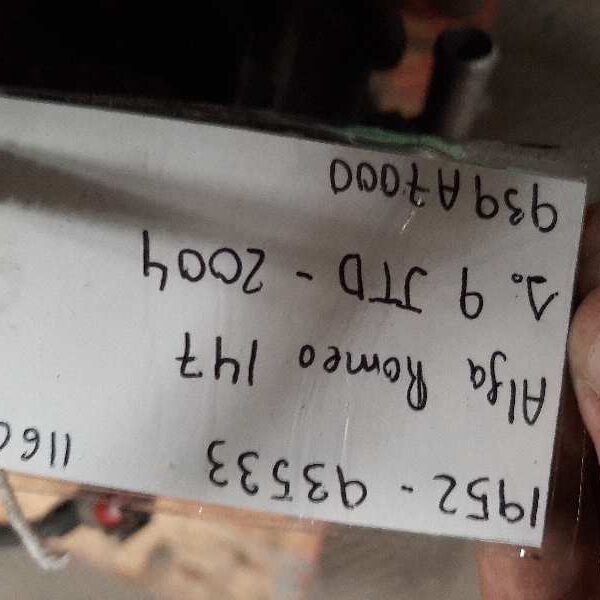 1952 - 93533
Alfa Romeo 147
1.9 JTD - 2004
939A7000